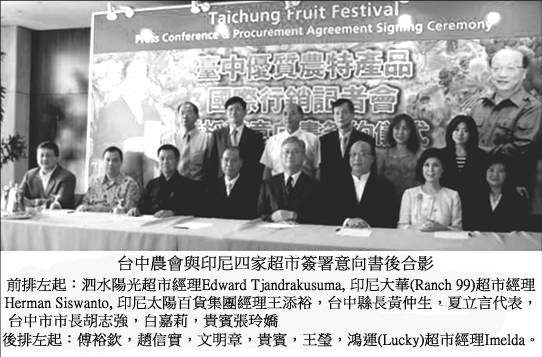 Taichung Fruit Festival
Press Conference & Procurement Agreement Signing Ceremony
臺中優質農特產品
國際行銷記者會
台中農會與印尼四家超市簽署意向書後合影
前排左起：泗水陽光超市經理Edward Tjandrakusuma, 印尼大華(Ranch 99)超市經理
Herman Siswanto, 印尼太陽百貨集團經理王添裕，台中縣長黃仲生，夏立言代表，
台中市市長胡志強，白嘉莉，貴賓張玲嬌
後排左起：傅裕欽，趙信實，文明章，貴賓，王瑩，鴻運(Lucky)超市經理Imelda。